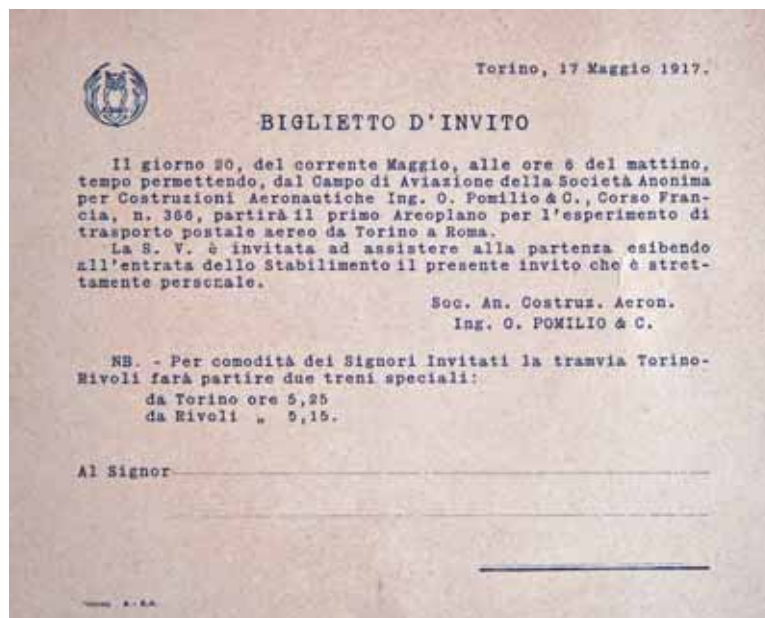 Torino, 17 Maggio 1917.
BIGLIETTO D'INVITO
Il giorno 20, del corrente Maggio, alle ore 6 del mattino,
tempo permettendo, dal Campo di Aviazione della Società Anonima
per Costruzioni Aeronautiche Ing. O. Pomilio & C., Corso Fran-
cia, n. 366, partirà il primo Areoplano per l'esperimento di
trasporto postale aereo da Torino a Roma.
La S. V. è invitata ad assistere alla partenza esibendo
all'entrata dello Stabilimento il presente invito che è stret-
tamente personale.
Soc. An. Costruz. Aeron.
Ing. O. POMILIO & C.
NB. - Per comodità dei Signori Invitati la tramvia Torino-
Rivoli farà partire due treni speciali:
da Torino ore 5,25
da Rivoli „ 5,15.
Al Signor